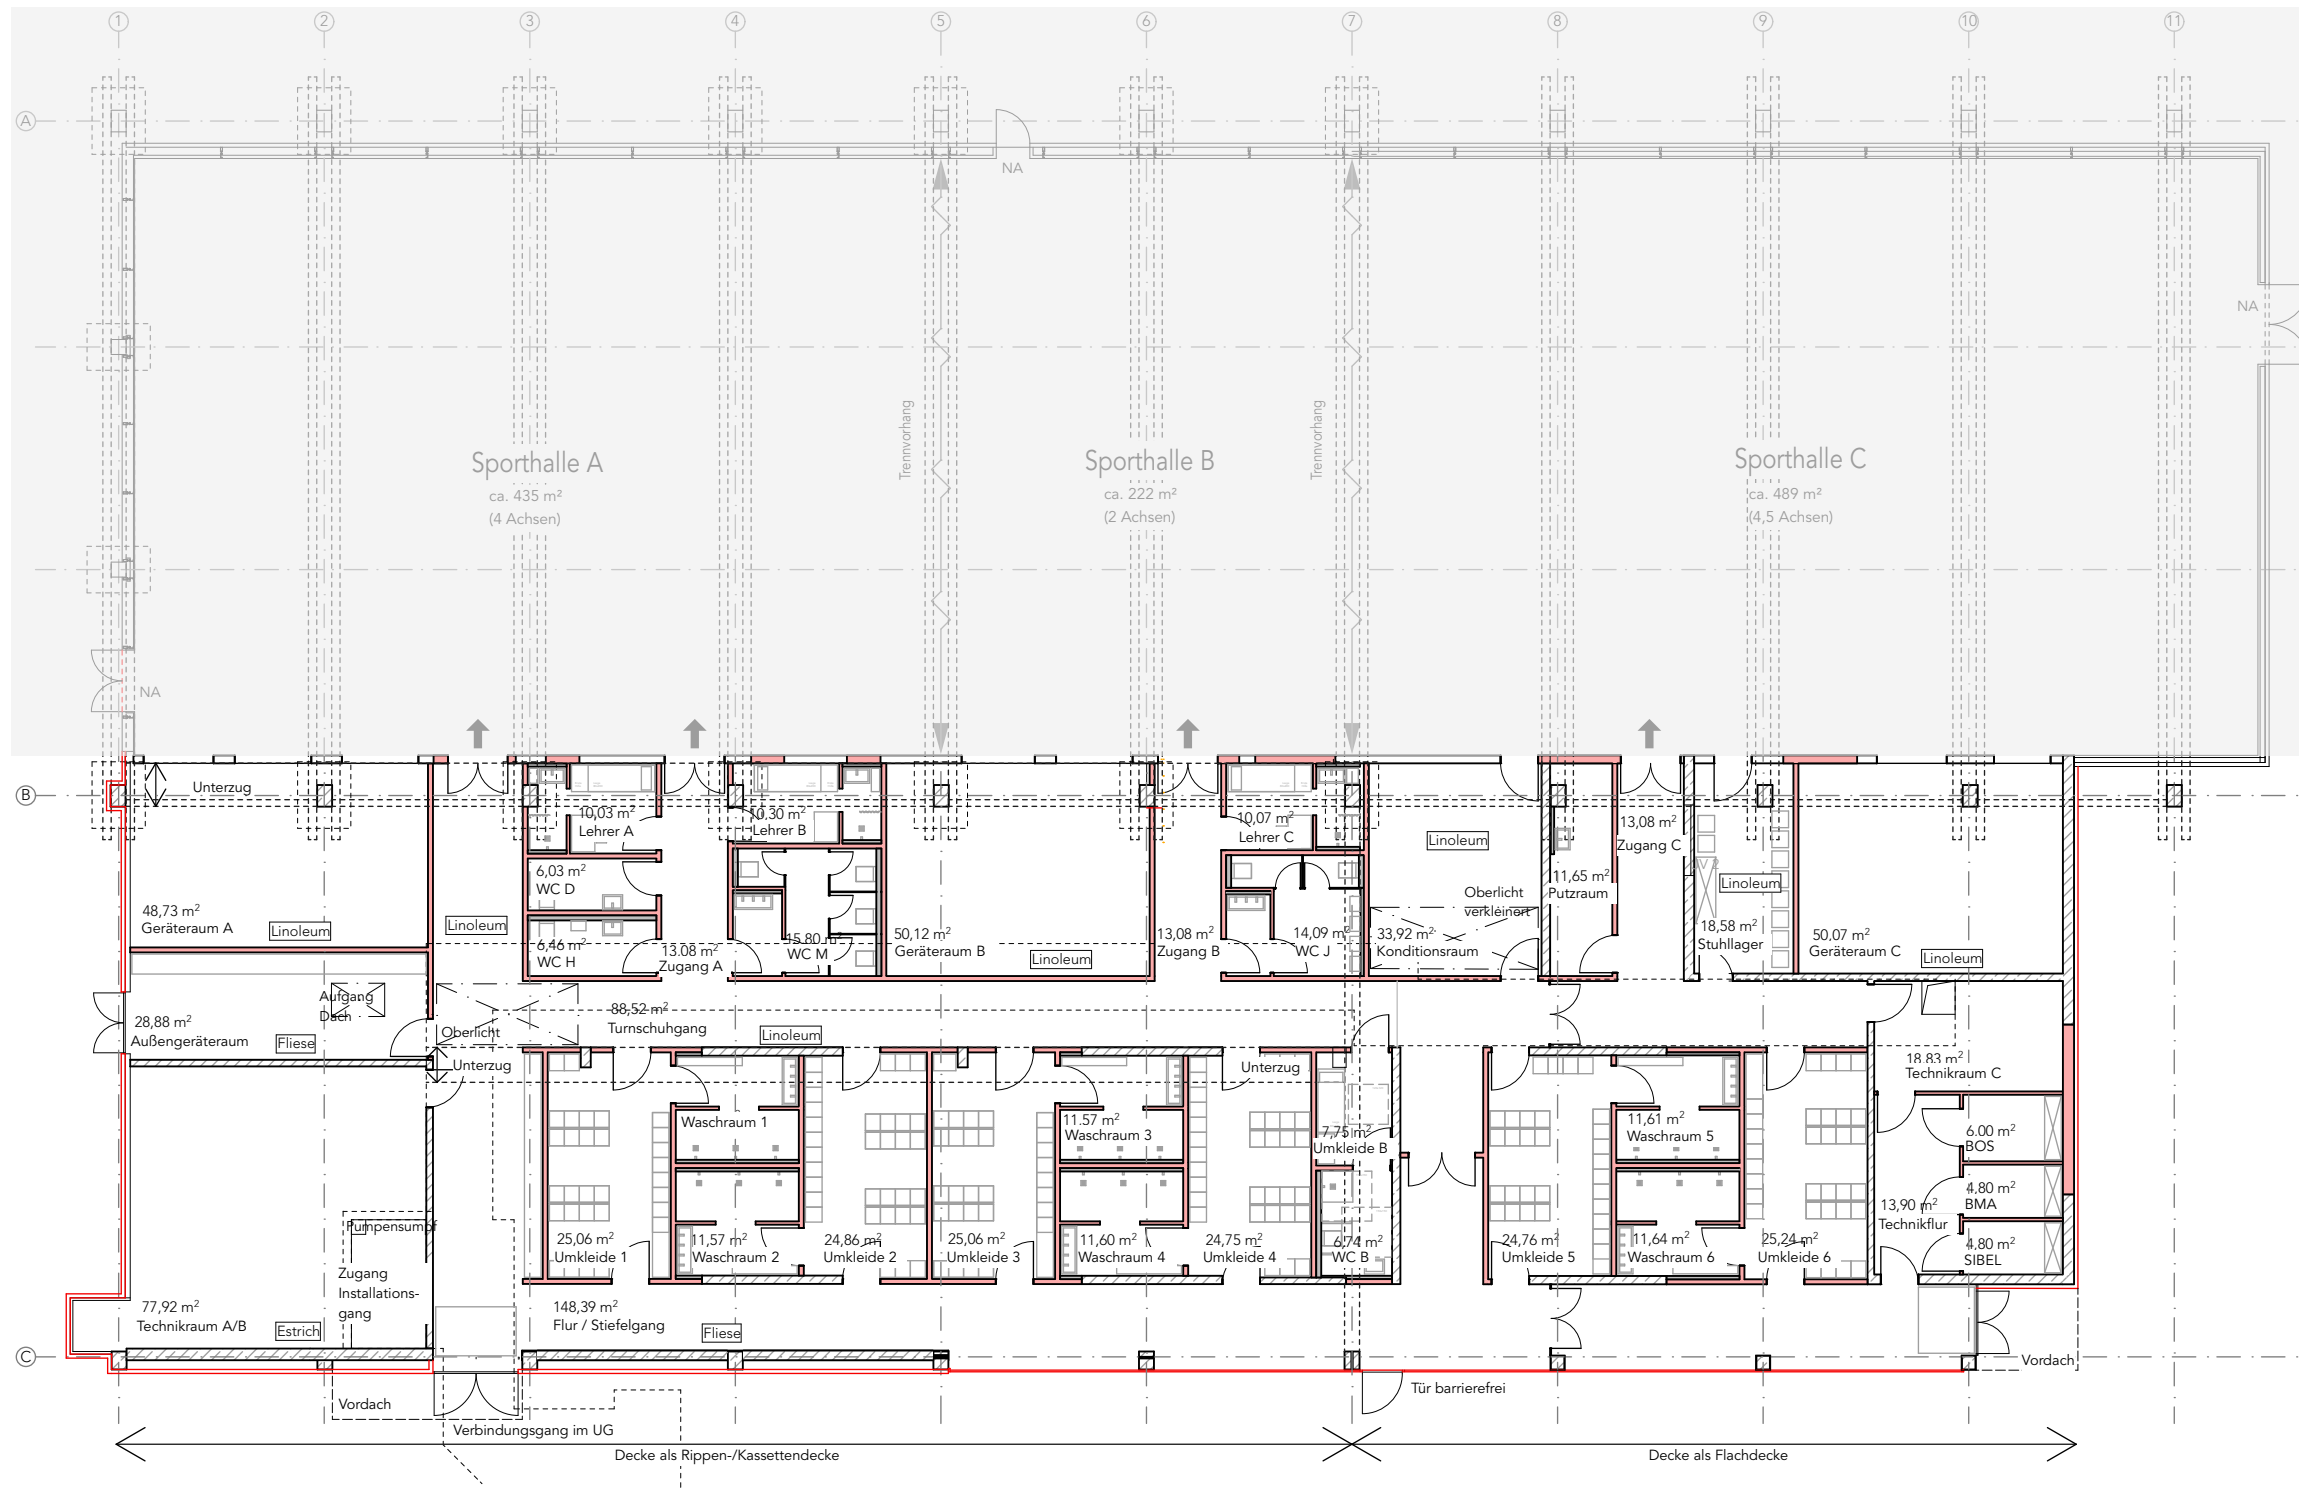 1 2 3 4 5 6 7 8 9 10 11
A
NA
NA
Trennvorhang
Trennvorhang
Sporthalle A
ca. 435 m²
(4 Achsen)
Sporthalle B
ca. 222 m²
(2 Achsen)
Sporthalle C
ca. 489 m²
(4,5 Achsen)
NA
B
Unterzug
48,73 m²
Geräteraum A
Linoleum
Linoleum
10,03 m²
Lehrer A
6,03 m²
WC D
6,46 m²
WC H
13.08 m²
Zugang A
10,30 m²
Lehrer B
15,80 m²
WC M
50,12 m²
Geräteraum B
Linoleum
13,08 m²
Zugang B
10,07 m²
Lehrer C
14,09 m²
WC J
Linoleum
Oberlicht
verkleinert
33,92 m²
Konditionsraum
11,65 m²
Putzraum
13,08 m²
Zugang C
Linoleum
18,58 m²
Stuhllager
50,07 m²
Geräteraum C
Linoleum
Aufgang
Dach
28,88 m²
Außengeräteraum
Fliese
Oberlicht
Unterzug
88,52 m²
Turnschuhgang
Linoleum
Unterzug
18,83 m²
Technikraum C
Waschraum 1
11.57 m²
Waschraum 3
7,75 m²
Umkleide B
11,61 m²
Waschraum 5
6.00 m²
BOS
4,80 m²
BMA
13,90 m²
Technikflur
4,80 m²
SIBEL
Pumpensumpf
Zugang
Installations-
gang
25,06 m²
Umkleide 1
11,57 m²
Waschraum 2
24,86 m²
Umkleide 2
25,06 m²
Umkleide 3
11,60 m²
Waschraum 4
24,75 m²
Umkleide 4
6,74 m²
WC B
24,76 m²
Umkleide 5
11,64 m²
Waschraum 6
25,24 m²
Umkleide 6
77,92 m²
Technikraum A/B
Estrich
148,39 m²
Flur / Stiefelgang
Fliese
C
Vordach
Vordach
Tür barrierefrei
Verbindungsgang im UG
Decke als Rippen-/Kassettendecke
Decke als Flachdecke